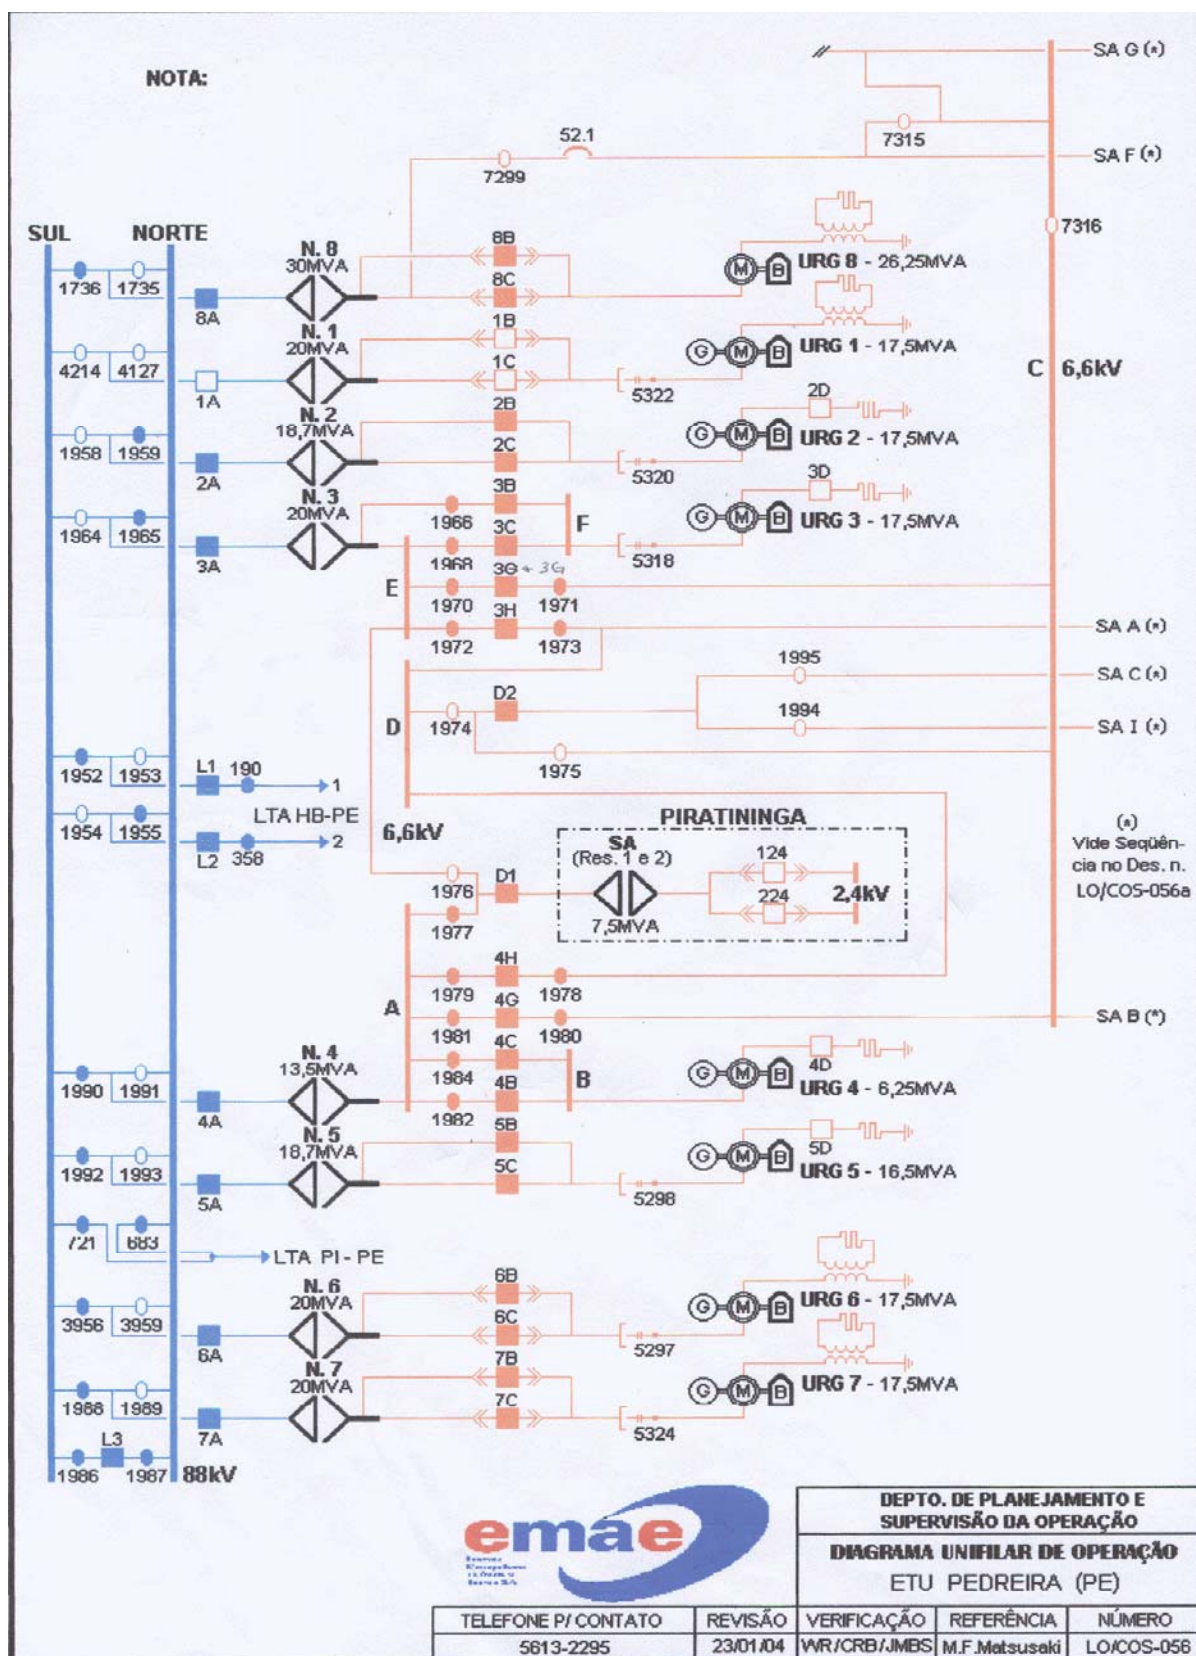 NOTA:
SA G (*)
52.1
7315
7299
SA F (*)
SUL
NORTE
7316
N. 8
30MVA
8B
8C
URG 8 - 26,25MVA
M
B
1736
1735
8A
N. 1
20MVA
1B
1C
G
M
B
URG 1 - 17,5MVA
4214
4127
1A
5322
C
6,6kV
N. 2
18,7MVA
2B
2C
2D
G
M
B
URG 2 - 17,5MVA
1958
1959
2A
5320
N. 3
20MVA
3B
3C
F
3D
G
M
B
URG 3 - 17,5MVA
1964
1965
3A
1966
1968
5318
3G + 3G
E
1970
1971
3H
1972
1973
SA A (*)
1995
SA C (*)
D2
D
1974
1994
SA I (*)
1975
1952
1953
L1
190
1
LTA HB-PE
1954
1955
L2
358
2
6,6kV
PIRATININGA
SA
(Res. 1 e 2)
7,5MVA
124
224
2,4kV
(*)
Vide Seqüên-
cia no Des. n.
LO/COS-056a
1976
D1
1977
4H
1979
1978
A
4G
1981
1980
SA B (*)
4C
1984
B
4B
1982
N. 4
13,5MVA
4D
G
M
B
URG 4 - 6,25MVA
1990
1991
4A
N. 5
18,7MVA
5B
5C
5D
G
M
B
URG 5 - 16,5MVA
1992
1993
5A
5298
721
683
LTA PI - PE
N. 6
20MVA
6B
6C
G
M
B
URG 6 - 17,5MVA
3956
3959
6A
5297
N. 7
20MVA
7B
7C
G
M
B
URG 7 - 17,5MVA
1988
1989
7A
5324
L3
1986
1987
88kV
emae
DEPTO. DE PLANEJAMENTO E
SUPERVISÃO DA OPERAÇÃO
DIAGRAMA UNIFILAR DE OPERAÇÃO
ETU PEDREIRA (PE)
TELEFONE P/ CONTATO
REVISÃO
VERIFICAÇÃO
REFERÊNCIA
NÚMERO
5613-2295
23/01/04
WR/CRB/JMBS
M.F.Matsusaki
LO/COS-056